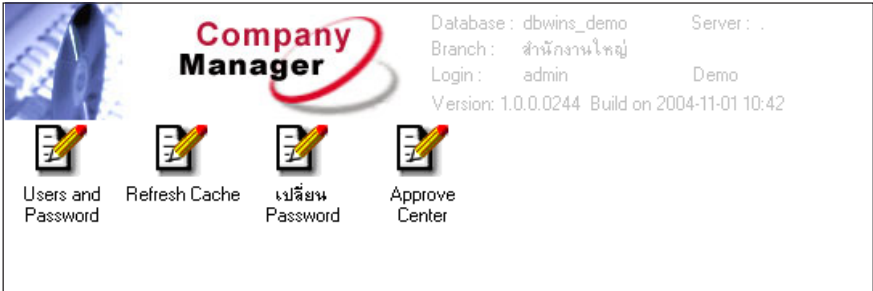 Company
Manager
Database : dbwins_demo Server : .
Branch : สำนักงานใหญ่
Login : admin Demo
Version: 1.0.0.0244 Build on 2004-11-01 10:42
Users and
Password
Refresh Cache
เปลี่ยน
Password
Approve
Center